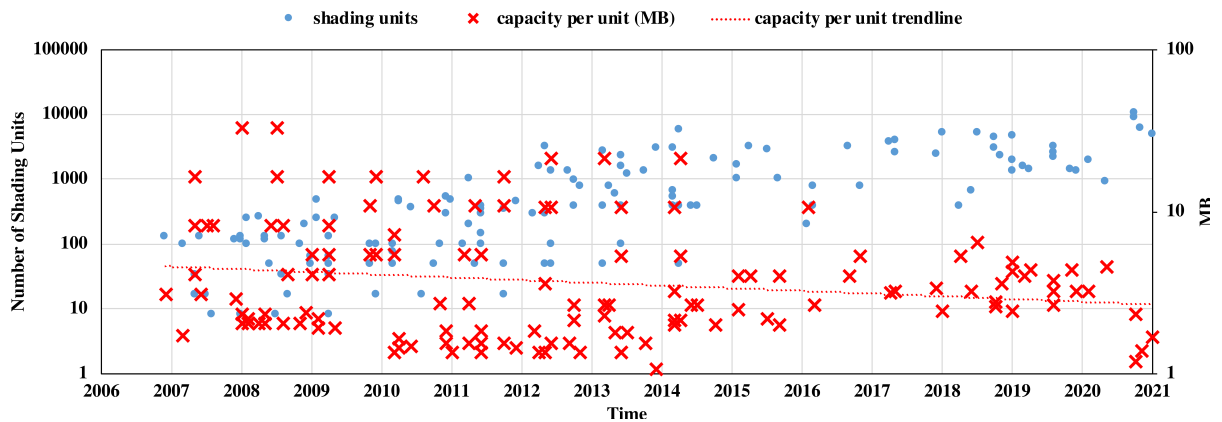 shading units capacity per unit (MB) capacity per unit trendline
100000
10000
1000
100
10
1
Number of Shading Units
100
10
1
MB
2006 2007 2008 2009 2010 2011 2012 2013 2014 2015 2016 2017 2018 2019 2020 2021
Time